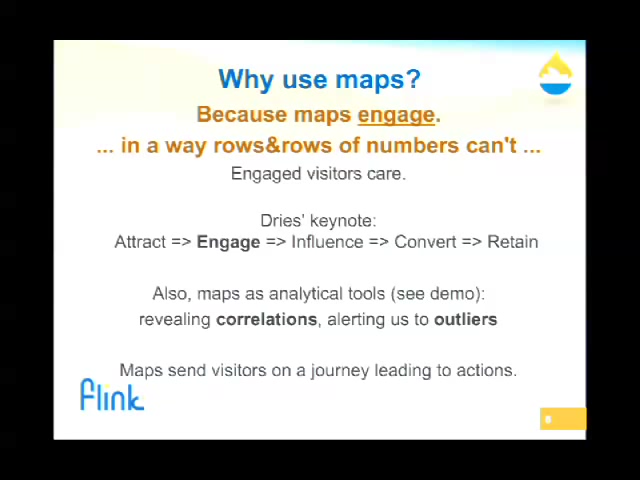 Why use maps?
Because maps engage.
... in a way rows&rows of numbers can't ...
Engaged visitors care.
Dries' keynote:
Attract => Engage => Influence => Convert => Retain
Also, maps as analytical tools (see demo):
revealing correlations, alerting us to outliers
Maps send visitors on a journey leading to actions.
flink